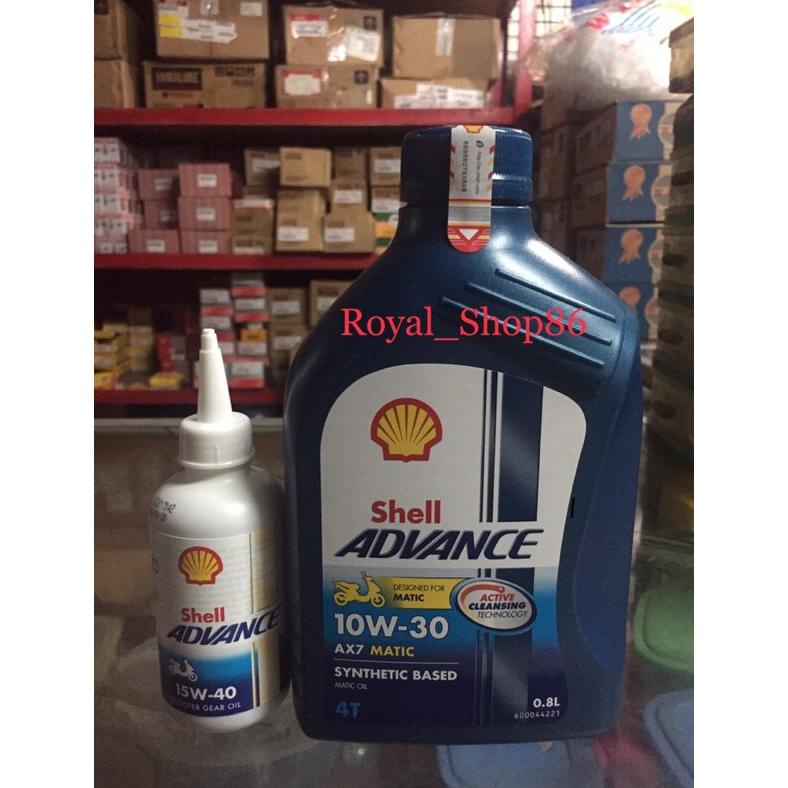 Royal_Shop86
Shell
ADVANCE
DESIGNED FOR
MATIC
ACTIVE
CLEANSING
TECHNOLOGY
10W-30
AX7 MATIC
SYNTHETIC BASED
MATIC OIL
4T
0.8L
600044221
Shell
ADVANCE
15W-40
SCOOTER GEAR OIL